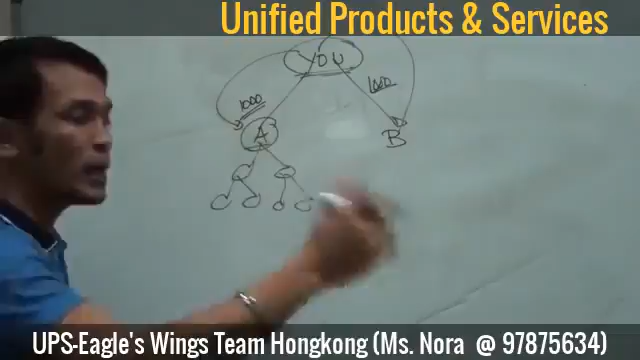 Unified Products & Services
YOU
1000
1000
A
B
UPS-Eagle's Wings Team Hongkong (Ms. Nora @ 97875634)